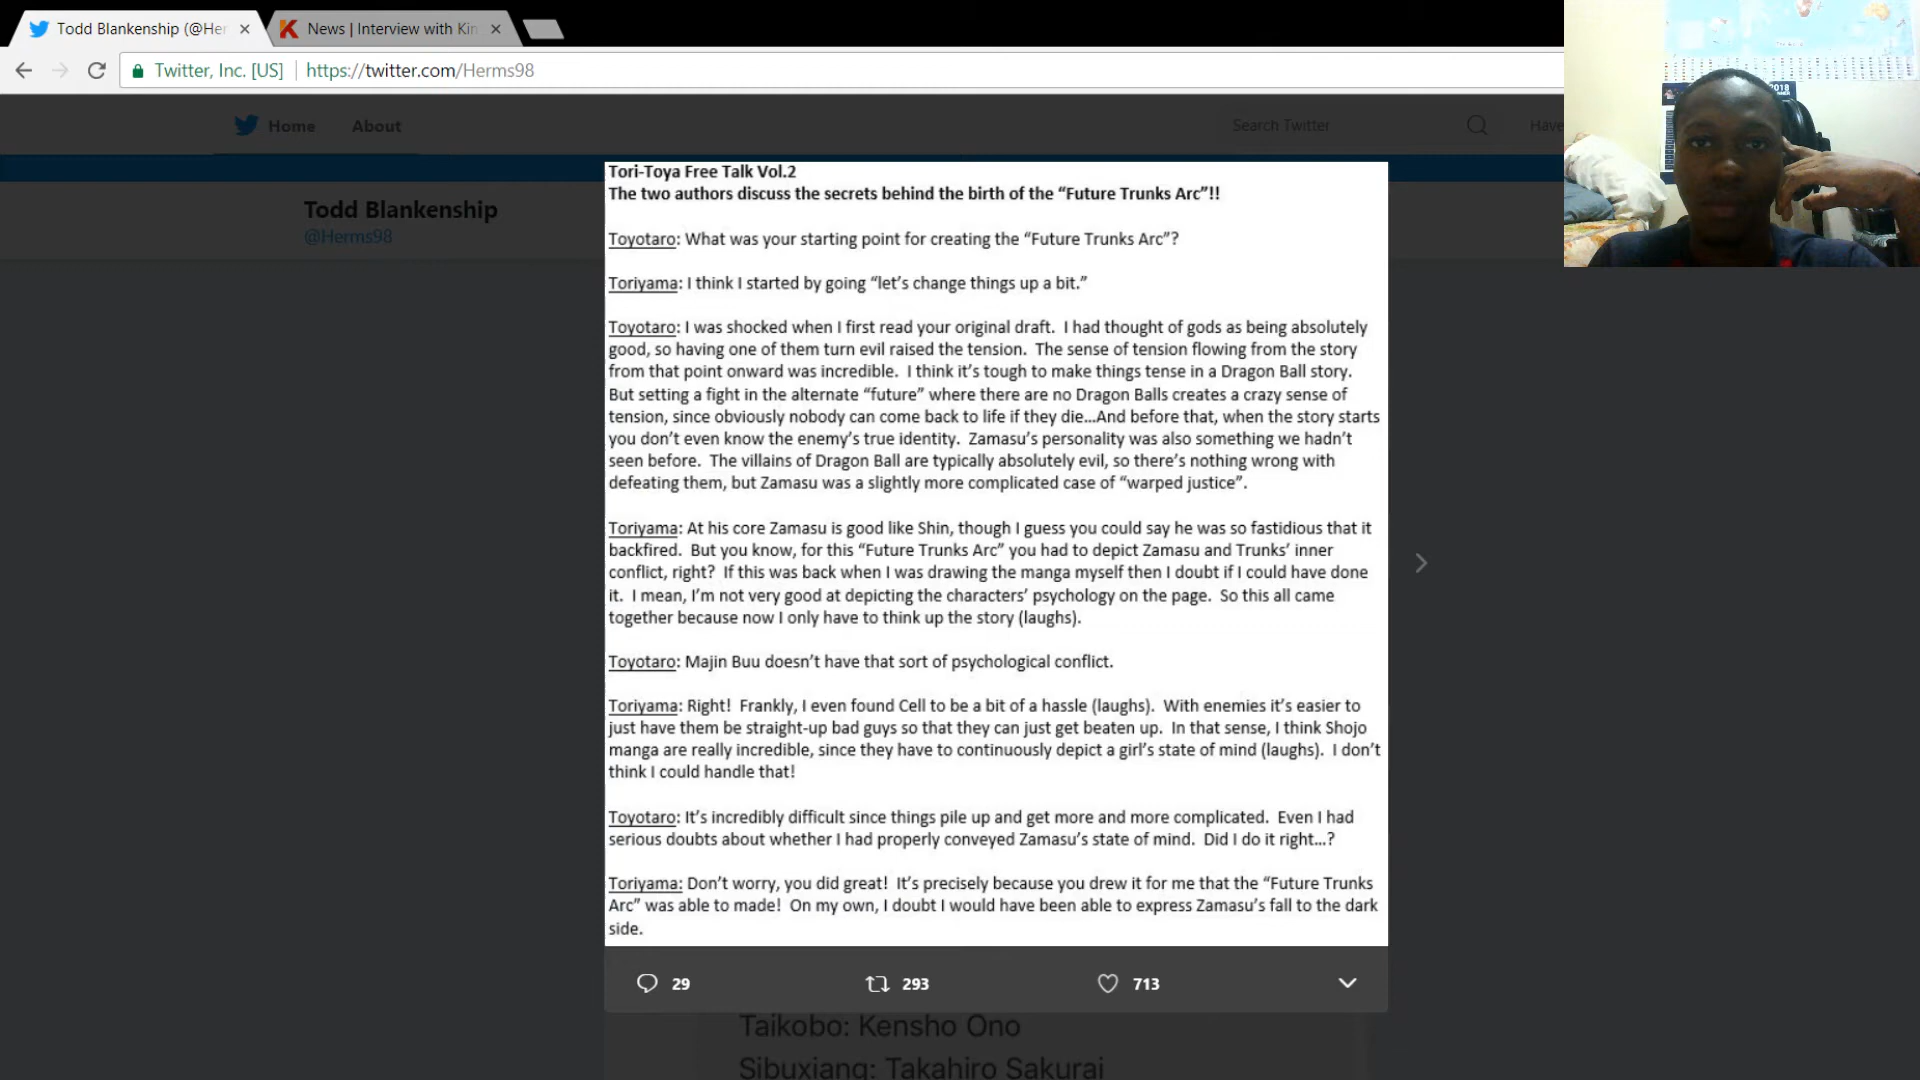 Todd Blankenship (@Her
News | Interview with Kin
Twitter, Inc. [US]
https://twitter.com/Herms98
2018
Home
About
Search Twitter
Have
Todd Blankenship
@Herms98
Tori-Toya Free Talk Vol.2
The two authors discuss the secrets behind the birth of the “Future Trunks Arc”!!
Toyotaro: What was your starting point for creating the “Future Trunks Arc”?
Toriyama: I think I started by going “let’s change things up a bit.”
Toyotaro: I was shocked when I first read your original draft.  I had thought of gods as being absolutely
good, so having one of them turn evil raised the tension.  The sense of tension flowing from the story
from that point onward was incredible.  I think it’s tough to make things tense in a Dragon Ball story.
But setting a fight in the alternate “future” where there are no Dragon Balls creates a crazy sense of
tension, since obviously nobody can come back to life if they die…And before that, when the story starts
you don’t even know the enemy’s true identity.  Zamasu’s personality was also something we hadn’t
seen before.  The villains of Dragon Ball are typically absolutely evil, so there’s nothing wrong with
defeating them, but Zamasu was a slightly more complicated case of “warped justice”.
Toriyama: At his core Zamasu is good like Shin, though I guess you could say he was so fastidious that it
backfired.  But you know, for this “Future Trunks Arc” you had to depict Zamasu and Trunks’ inner
conflict, right?  If this was back when I was drawing the manga myself then I doubt if I could have done
it.  I mean, I’m not very good at depicting the characters’ psychology on the page.  So this all came
together because now I only have to think up the story (laughs).
Toyotaro: Majin Buu doesn’t have that sort of psychological conflict.
Toriyama: Right!  Frankly, I even found Cell to be a bit of a hassle (laughs).  With enemies it’s easier to
just have them be straight-up bad guys so that they can just get beaten up.  In that sense, I think Shojo
manga are really incredible, since they have to continuously depict a girl’s state of mind (laughs).  I don’t
think I could handle that!
Toyotaro: It’s incredibly difficult since things pile up and get more and more complicated.  Even I had
serious doubts about whether I had properly conveyed Zamasu’s state of mind.  Did I do it right…?
Toriyama: Don’t worry, you did great!  It’s precisely because you drew it for me that the “Future Trunks
Arc” was able to made!  On my own, I doubt I would have been able to express Zamasu’s fall to the dark
side.
29
293
713
Taikobo: Kensho Ono
Sibuxiang: Takahiro Sakurai